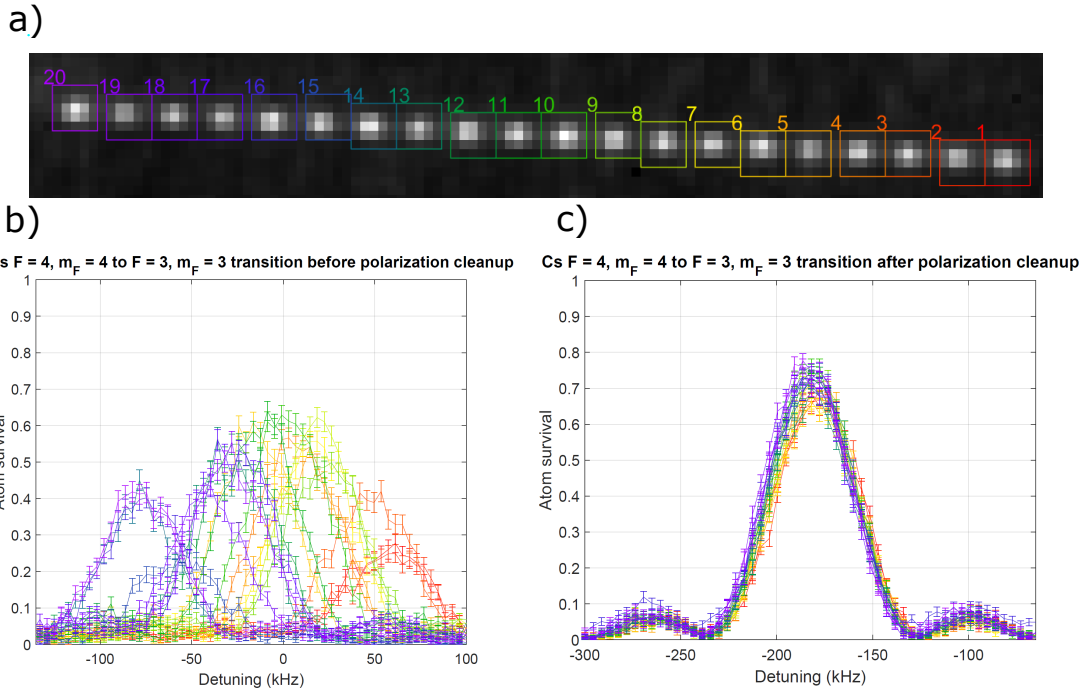 a)
20 19 18 17 16 15 14 13 12 11 10 9 8 7 6 5 4 3 2 1
b)
c)
s F = 4, m_F = 4 to F = 3, m_F = 3 transition before polarization cleanup
1
0.9
0.8
0.7
0.6
0.5
0.4
0.3
0.2
0.1
0
Atom survival
-100 -50 0 50 100
Detuning (kHz)
Cs F = 4, m_F = 4 to F = 3, m_F = 3 transition after polarization cleanup
1
0.9
0.8
0.7
0.6
0.5
0.4
0.3
0.2
0.1
0
Atom survival
-300 -250 -200 -150 -100
Detuning (kHz)